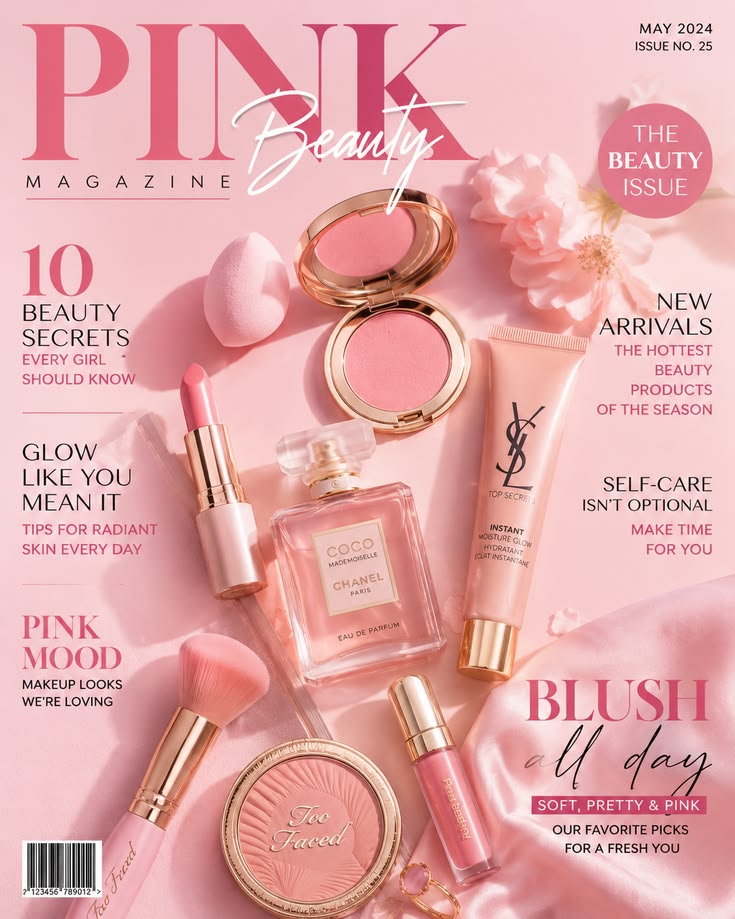 PINK
Beauty
MAGAZINE
MAY 2024
ISSUE NO. 25
THE
BEAUTY
ISSUE
10
BEAUTY
SECRETS
EVERY GIRL
SHOULD KNOW
GLOW
LIKE YOU
MEAN IT
TIPS FOR RADIANT
SKIN EVERY DAY
PINK
MOOD
MAKEUP LOOKS
WE'RE LOVING
NEW
ARRIVALS
THE HOTTEST
BEAUTY
PRODUCTS
OF THE SEASON
SELF-CARE
ISN'T OPTIONAL
MAKE TIME
FOR YOU
YSL
TOP SECRETS
INSTANT
MOISTURE GLOW
HYDRATANT
ECLAT INSTANTANE
COCO
MADEMOISELLE
CHANEL
PARIS
EAU DE PARFUM
BLUSH
all day
SOFT, PRETTY & PINK
OUR FAVORITE PICKS
FOR A FRESH YOU
Too
Faced
2 123456 789012 >